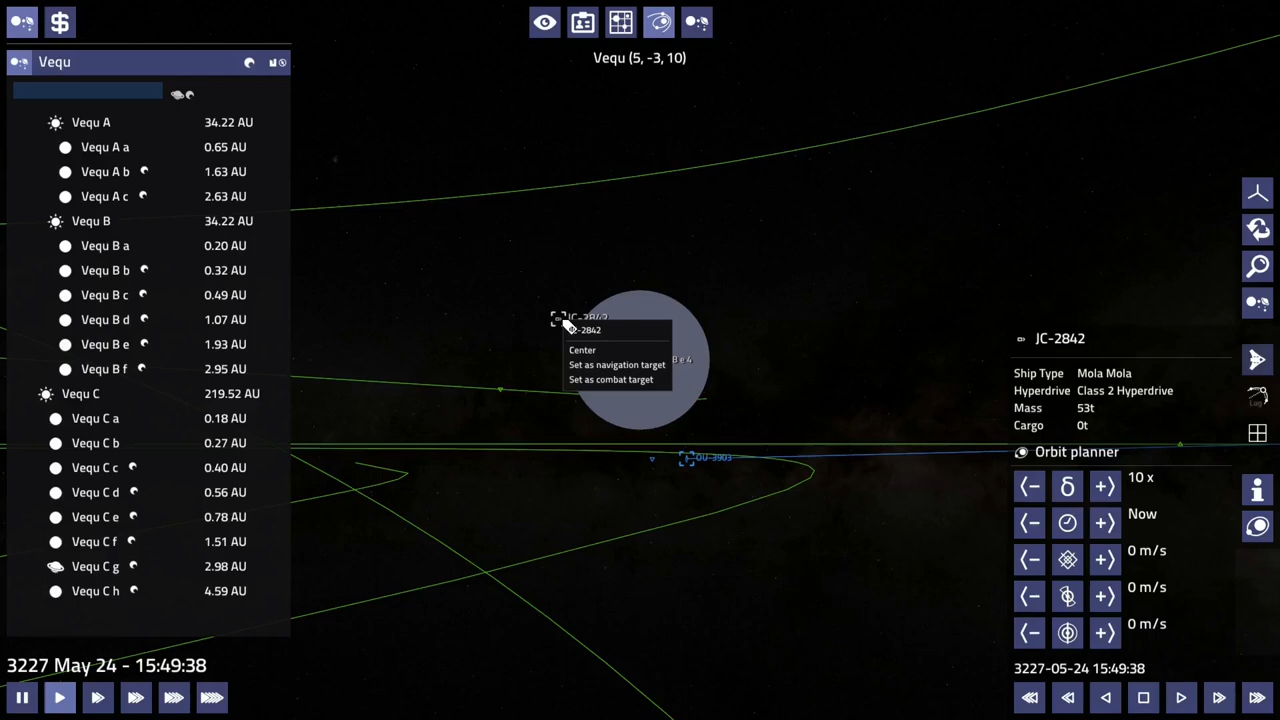 Vequ (5, -3, 10)
Vequ
Vequ A 34.22 AU
Vequ A a 0.65 AU
Vequ A b 1.63 AU
Vequ A c 2.63 AU
Vequ B 34.22 AU
Vequ B a 0.20 AU
Vequ B b 0.32 AU
Vequ B c 0.49 AU
Vequ B d 1.07 AU
Vequ B e 1.93 AU
Vequ B f 2.95 AU
Vequ C 219.52 AU
Vequ C a 0.18 AU
Vequ C b 0.27 AU
Vequ C c 0.40 AU
Vequ C d 0.56 AU
Vequ C e 0.78 AU
Vequ C f 1.51 AU
Vequ C g 2.98 AU
Vequ C h 4.59 AU
3227 May 24 - 15:49:38
JC-2842
Center
Set as navigation target
Set as combat target
B e 4
OU-3903
JC-2842
Ship Type Mola Mola
Hyperdrive Class 2 Hyperdrive
Mass 53t
Cargo 0t
Orbit planner
10 x
Now
0 m/s
0 m/s
0 m/s
3227-05-24 15:49:38
Lag